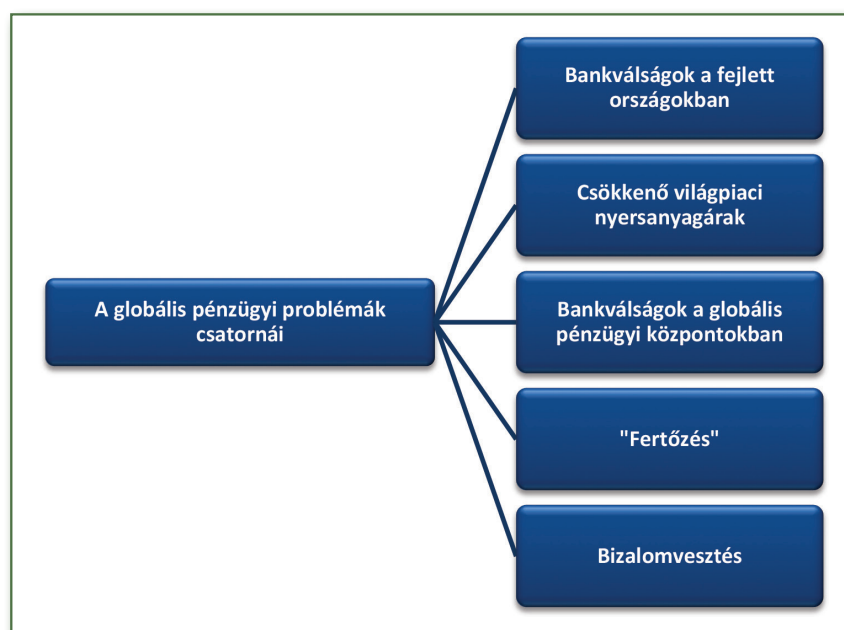 Bankválságok a fejlett
országokban
Csökkenő világpiaci
nyersanyagárak
A globális pénzügyi problémák
csatornái
Bankválságok a globális
pénzügyi központokban
"Fertőzés"
Bizalomvesztés